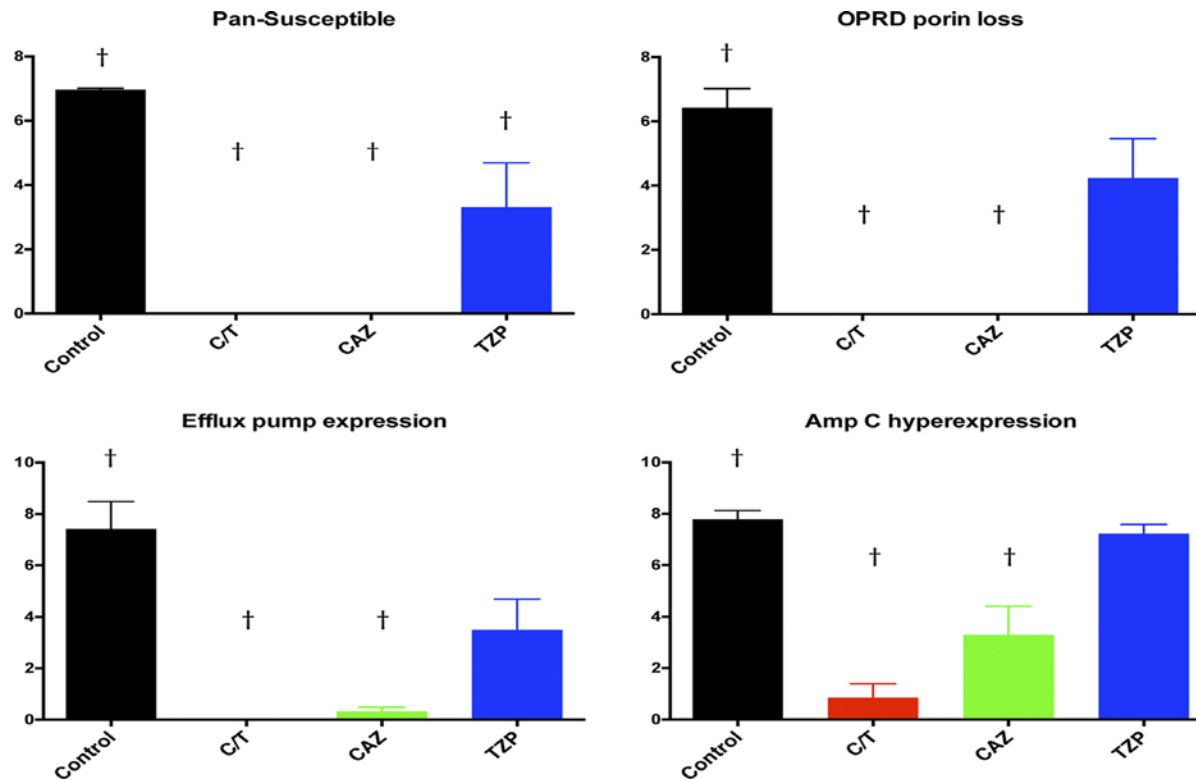 Pan-Susceptible
8
6
4
2
0
†
†
†
†
Control
C/T
CAZ
TZP
OPRD porin loss
8
6
4
2
0
†
†
†
Control
C/T
CAZ
TZP
Efflux pump expression
10
8
6
4
2
0
†
†
†
Control
C/T
CAZ
TZP
Amp C hyperexpression
10
8
6
4
2
0
†
†
†
Control
C/T
CAZ
TZP